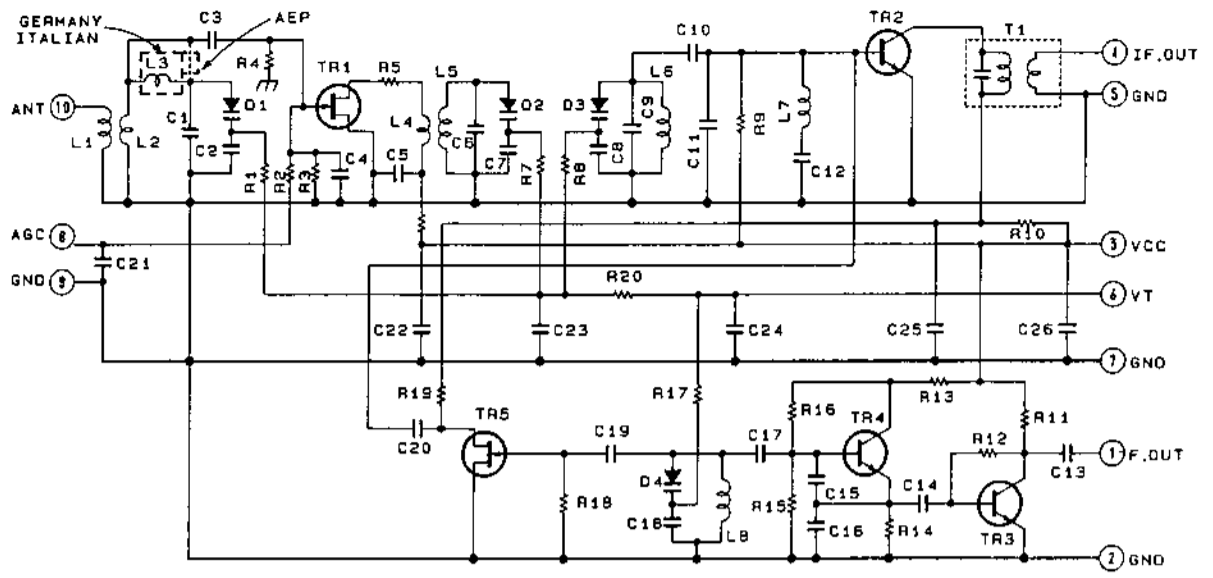 GERMANY
ITALIAN
C3
AEP
L3
R4
TR1
R5
C10
TR2
T1
4 IF.OUT
ANT 10
L1
L2
C1
D1
C2
R1
R2
R3
C4
C5
L4
L5
C6
D2
C7
R7
D3
R8
C8
C9
L6
C11
R9
L7
C12
5 GND
AGC 8
C21
GND 9
R10
3 VCC
R20
6 VT
C22
C23
C24
C25
C26
7 GND
R19
C20
TR5
C19
R17
C17
R16
TR4
R13
R11
R12
C13
1 F.OUT
R18
D4
C18
L8
R15
C15
C16
C14
R14
TR3
2 GND